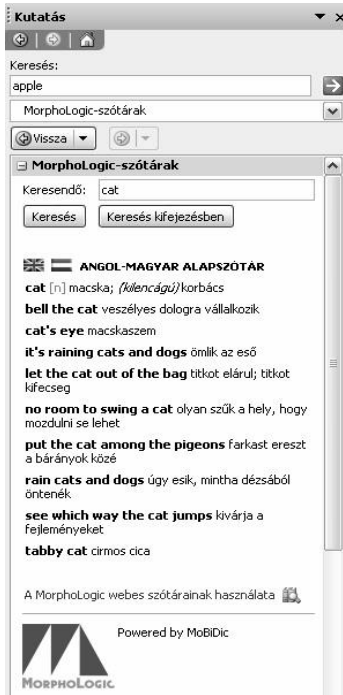 Kutatás
Keresés:
apple
MorphoLogic-szótárak
Vissza
MorphoLogic-szótárak
Keresendő: cat
Keresés Keresés kifejezésben
ANGOL-MAGYAR ALAPSZÓTÁR
cat [n] macska; (kilencágú) korbács
bell the cat veszélyes dologra vállalkozik
cat's eye macskaszem
it's raining cats and dogs ömlik az eső
let the cat out of the bag titkot elárul; titkot
kifecseg
no room to swing a cat olyan szűk a hely, hogy
mozdulni se lehet
put the cat among the pigeons farkast ereszt
a bárányok közé
rain cats and dogs úgy esik, mintha dézsából
öntenék
see which way the cat jumps kivárja a
fejleményeket
tabby cat cirmos cica
A MorphoLogic webes szótárainak használata
Powered by MoBiDic
MORPHOLOGIC